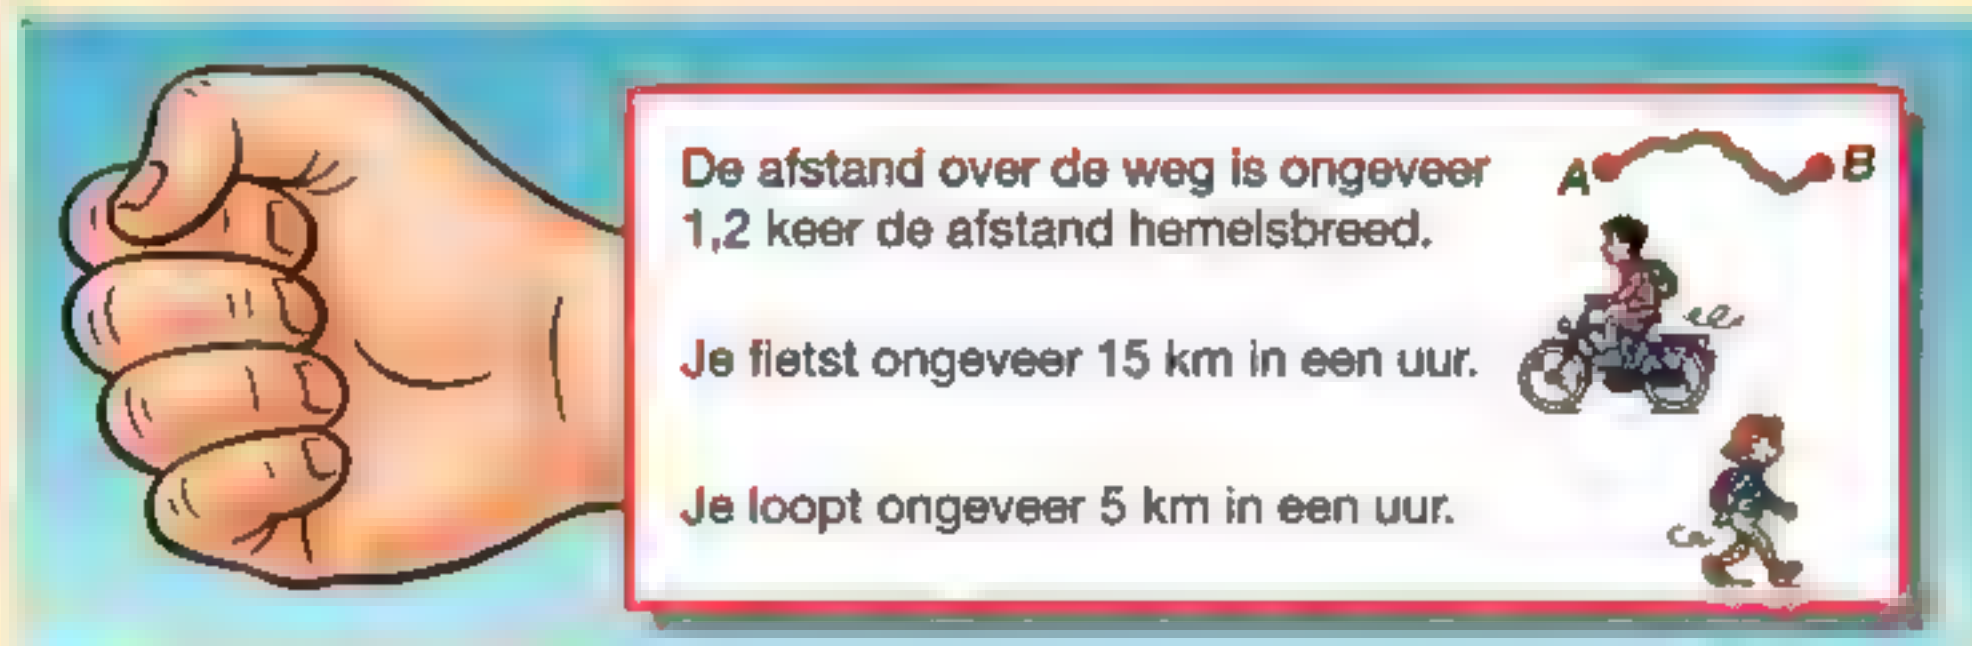 De afstand over de weg is ongeveer
1,2 keer de afstand hemelsbreed.
A B
Je fietst ongeveer 15 km in een uur.
Je loopt ongeveer 5 km in een uur.